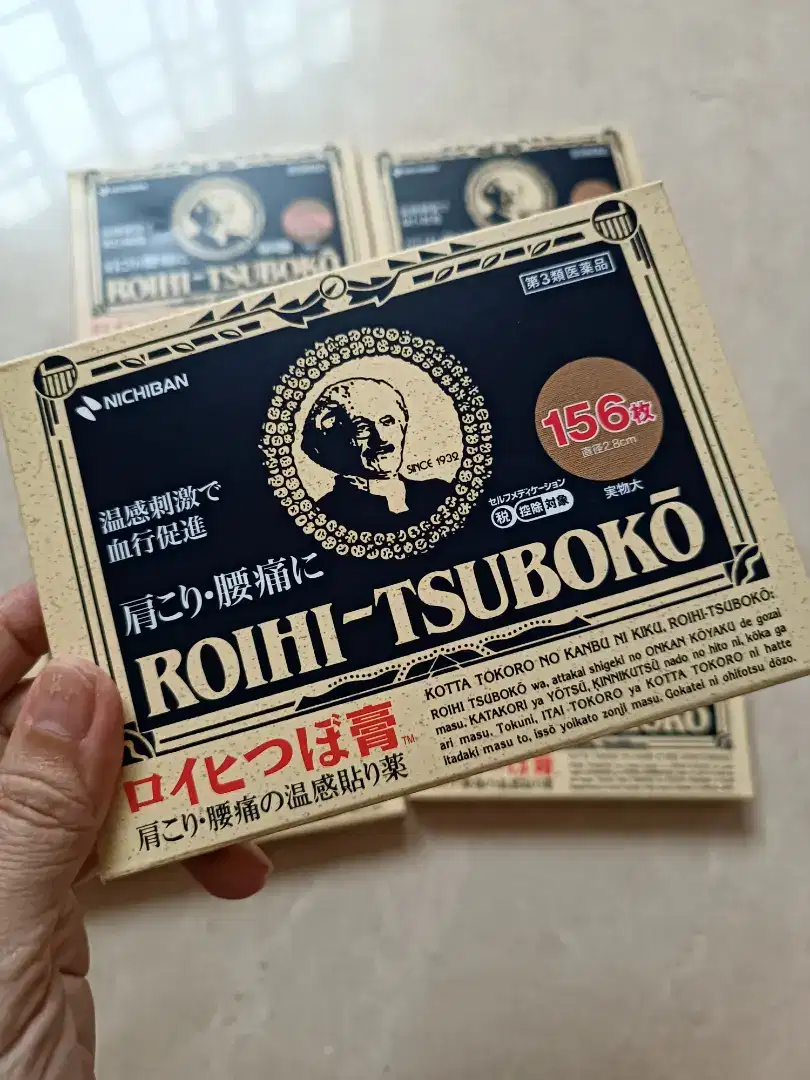 NICHIBAN
NICHIBAN
ROIHI-TSUBOKŌ
第3類医薬品
NICHIBAN
156枚
直径2.8cm
実物大
SINCE 1932
温感刺激で
血行促進
セルフメディケーション
税 控除 対象
肩こり・腰痛に
ROIHI-TSUBOKŌ
KOTTA TOKORO NO KANBU NI KIKU, ROIHI-TSUBOKŌ:
ROIHI TSUBOKŌ wa, attakai shigeki no ONKAN KŌYAKU de gozai
masu. KATAKORI ya YŌTSŪ, KINNIKUTSŪ nado no hito ni, kōka ga
ari masu. Tokuni, ITAI TOKORO ya KOTTA TOKORO ni hatte
itadaki masu to, issō yoikato zonji masu. Gokatei ni ohitotsu dōzo.
ロイヒつぼ膏™
肩こり・腰痛の温感貼り薬